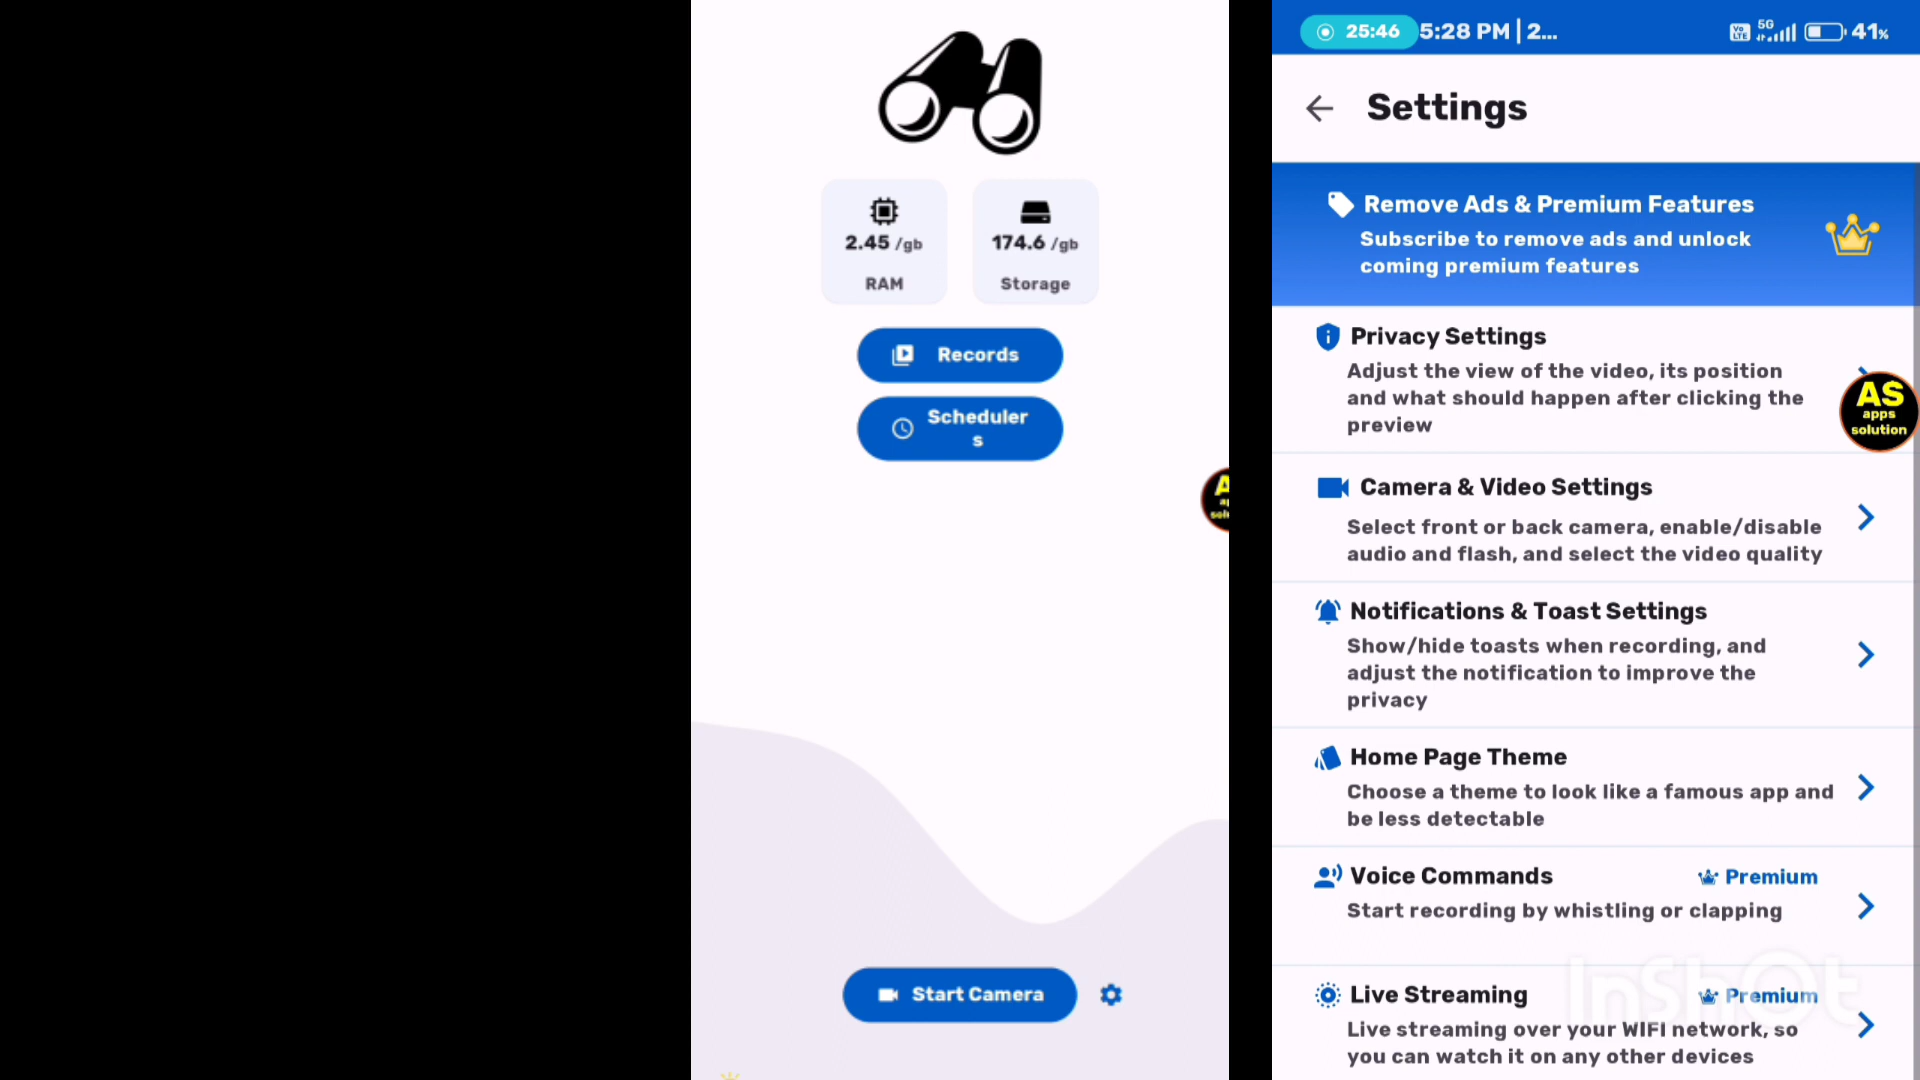 2.45 /gb
RAM
174.6 /gb
Storage
Records
Scheduler
s
Start Camera
25:46 5:28 PM | 2...
Vo LTE 5G 41%
Settings
Remove Ads & Premium Features
Subscribe to remove ads and unlock
coming premium features
Privacy Settings
Adjust the view of the video, its position
and what should happen after clicking the
preview
AS
apps
solution
Camera & Video Settings
Select front or back camera, enable/disable
audio and flash, and select the video quality
Notifications & Toast Settings
Show/hide toasts when recording, and
adjust the notification to improve the
privacy
Home Page Theme
Choose a theme to look like a famous app and
be less detectable
Voice Commands Premium
Start recording by whistling or clapping
Live Streaming Premium
Live streaming over your WIFI network, so
you can watch it on any other devices
InShOt